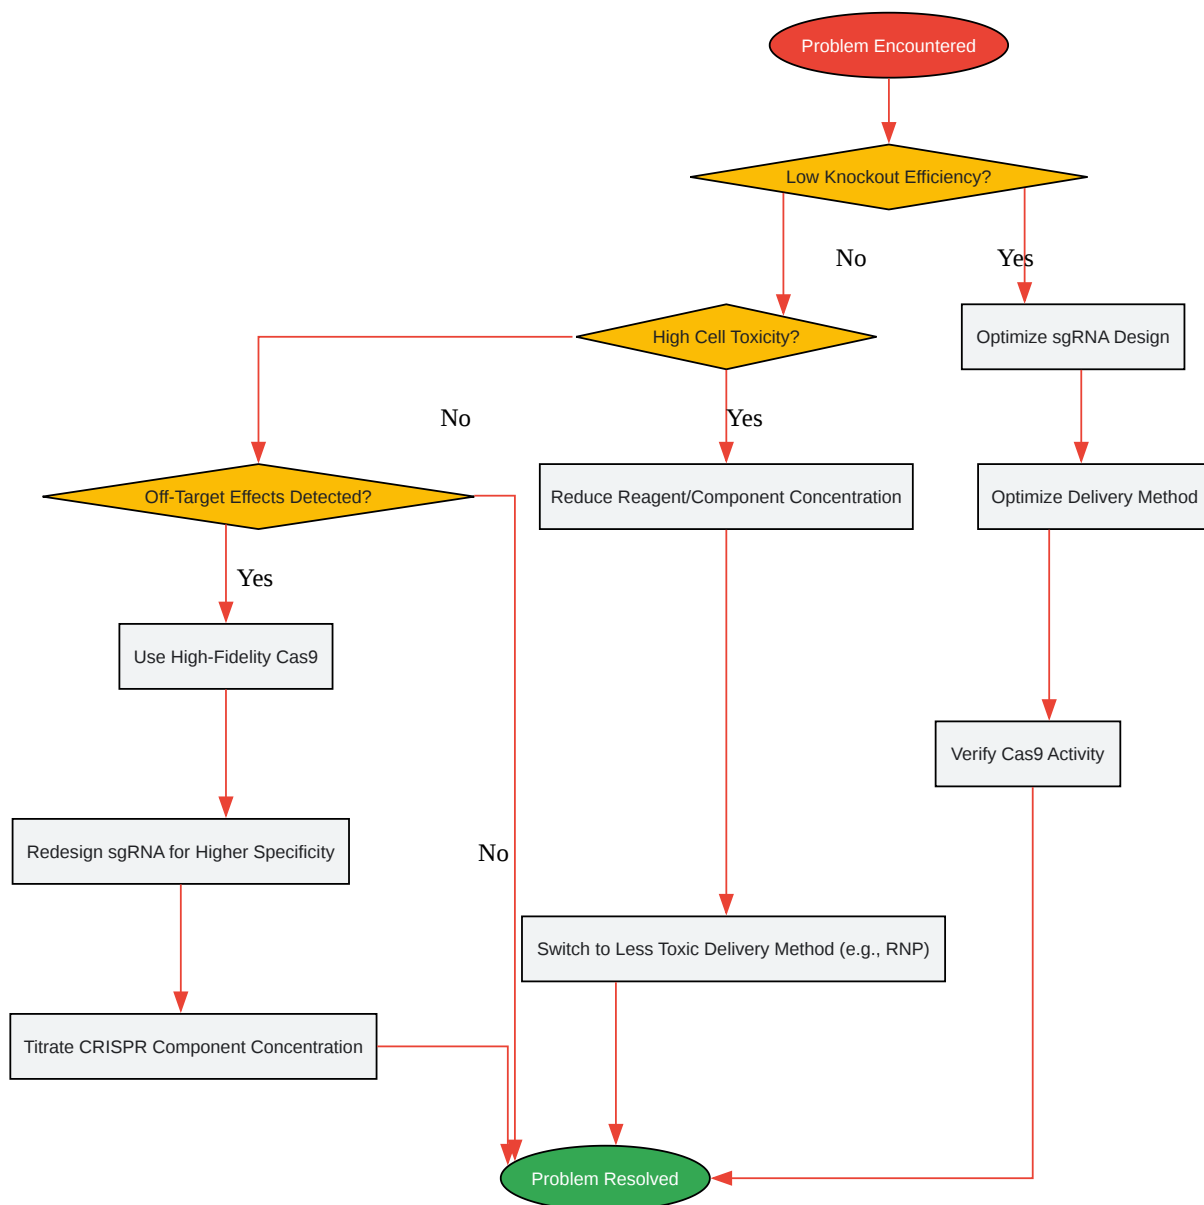 Problem Encountered
Low Knockout Efficiency?
No
Yes
High Cell Toxicity?
Optimize sgRNA Design
No
Yes
Off-Target Effects Detected?
Reduce Reagent/Component Concentration
Optimize Delivery Method
Yes
Use High-Fidelity Cas9
Verify Cas9 Activity
Redesign sgRNA for Higher Specificity
No
Switch to Less Toxic Delivery Method (e.g., RNP)
Titrate CRISPR Component Concentration
Problem Resolved